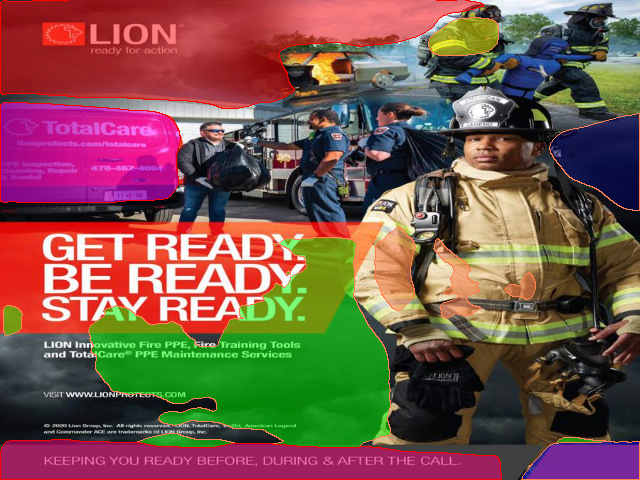 LION
ready for action
TotalCare
lionprotects.com/totalcare
PPE Inspection,
Cleaning, Repair
& Rental
470-462-4004
GET READY.
BE READY.
STAY READY.
LION Innovative Fire PPE, Fire Training Tools
and TotalCare® PPE Maintenance Services
VISIT WWW.LIONPROTECTS.COM
© 2020 Lion Group, Inc. All rights reserved. LION, TotalCare, American Legend
and Commander ACE are trademarks of LION Group, Inc.
LION
KEEPING YOU READY BEFORE, DURING & AFTER THE CALL.